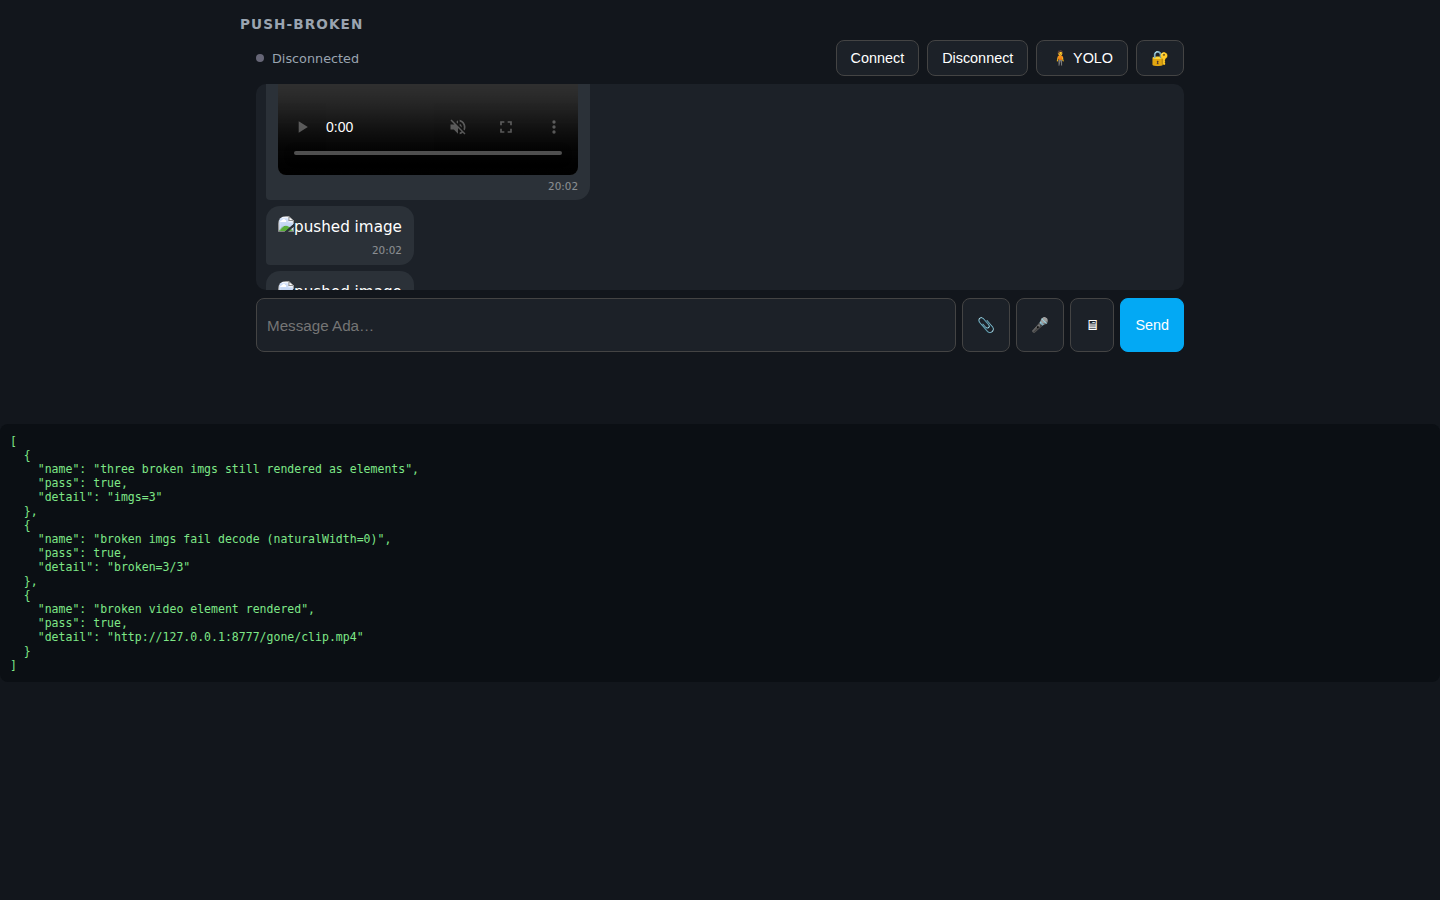 PUSH-BROKEN
Disconnected
Connect
Disconnect
YOLO
0:00
20:02
pushed image
20:02
pushed image
Message Ada…
Send
[
  {
    "name": "three broken imgs still rendered as elements",
    "pass": true,
    "detail": "imgs=3"
  },
  {
    "name": "broken imgs fail decode (naturalWidth=0)",
    "pass": true,
    "detail": "broken=3/3"
  },
  {
    "name": "broken video element rendered",
    "pass": true,
    "detail": "http://127.0.0.1:8777/gone/clip.mp4"
  }
]